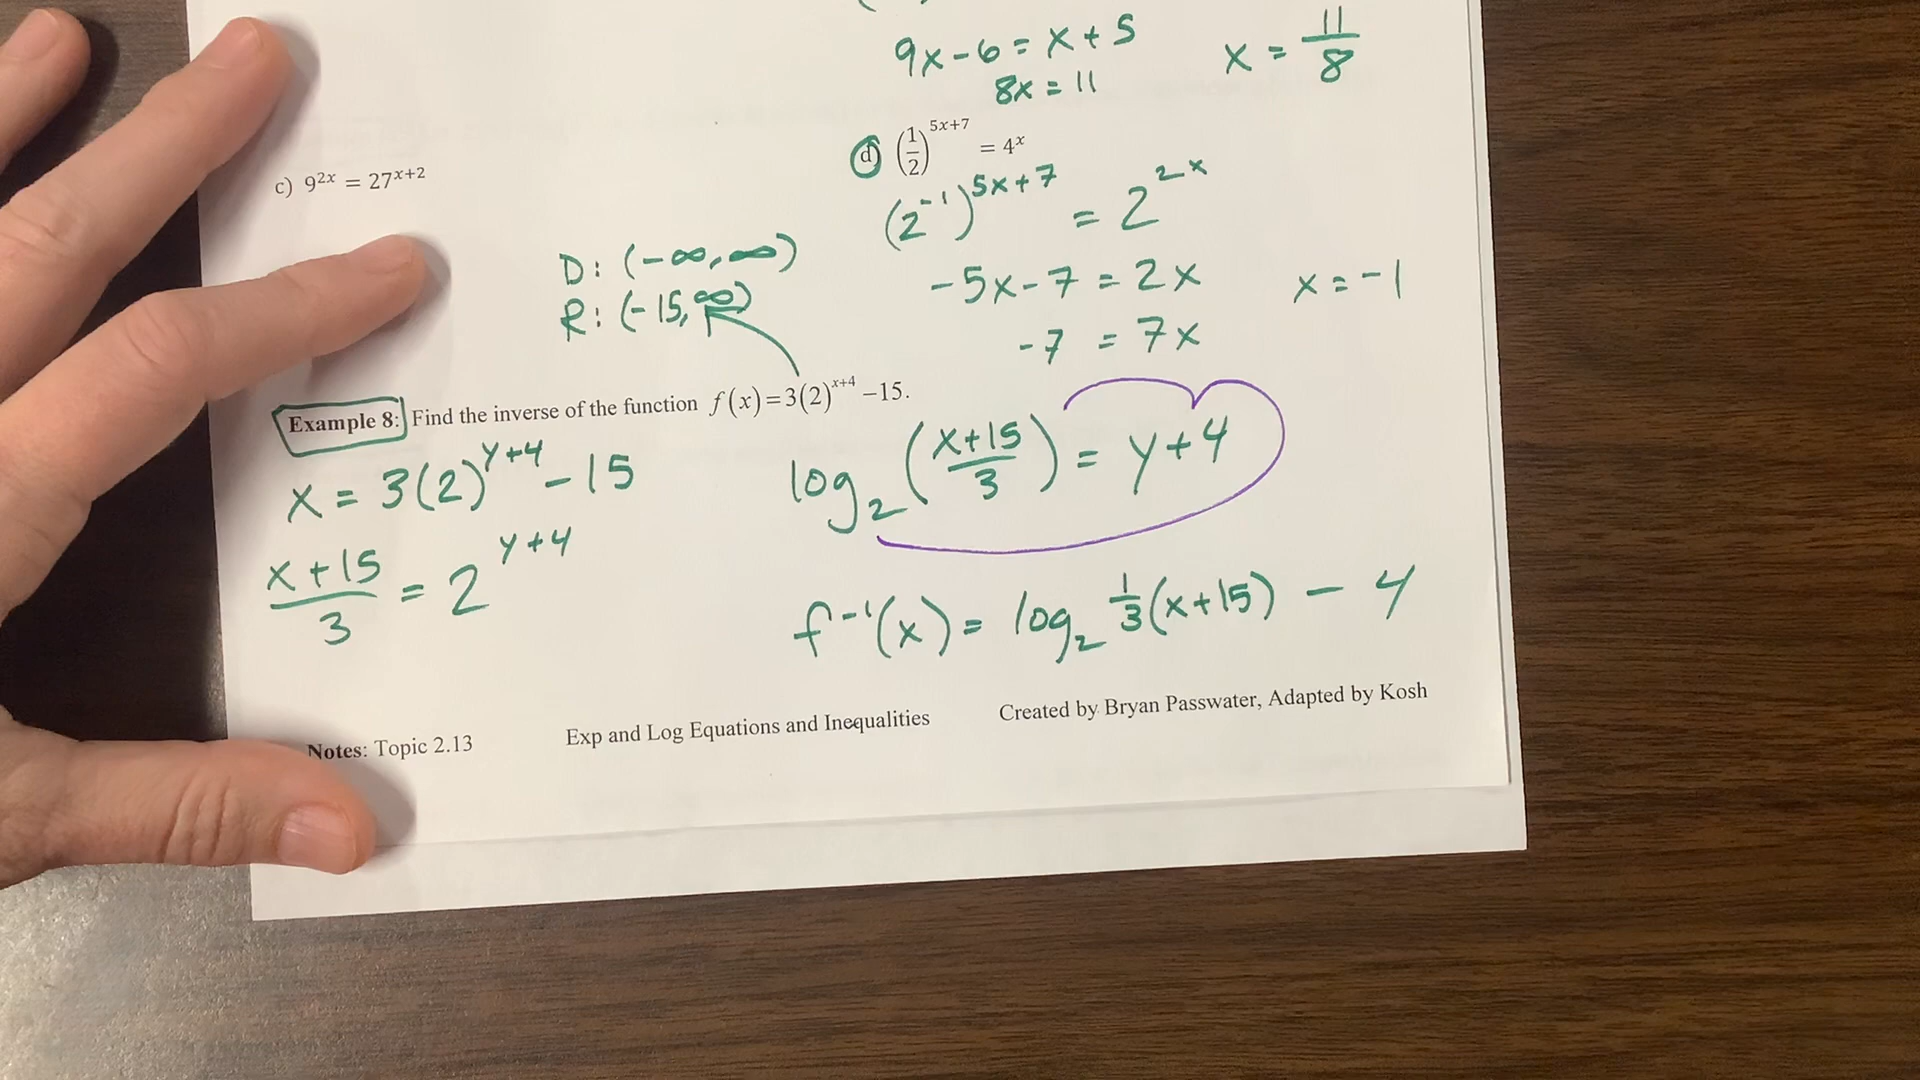 9x-6 = x+5
8x = 11
x = 11/8
c) 9^{2x} = 27^{x+2}
d) (1/2)^{5x+7} = 4^x
(2^{-1})^{5x+7} = 2^{2x}
-5x-7 = 2x
-7 = 7x
x = -1
D: (-∞,∞)
R: (-15,∞)
Example 8: Find the inverse of the function f(x)=3(2)^{x+4}-15.
x = 3(2)^{y+4} - 15
(x+15)/3 = 2^{y+4}
log_2 ((x+15)/3) = y+4
f^{-1}(x) = log_2 1/3(x+15) - 4
Notes: Topic 2.13 Exp and Log Equations and Inequalities Created by Bryan Passwater, Adapted by Kosh